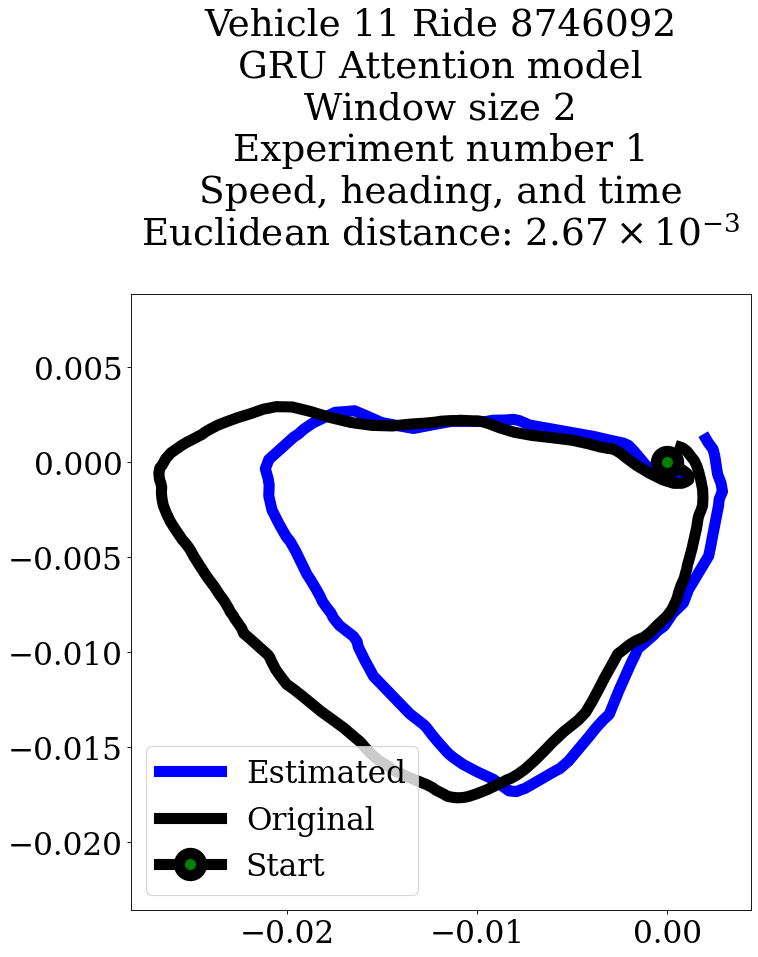 Vehicle 11 Ride 8746092
GRU Attention model
Window size 2
Experiment number 1
Speed, heading, and time
Euclidean distance: 2.67 × 10⁻³
0.005
0.000
−0.005
−0.010
−0.015
−0.020
Estimated
Original
Start
−0.02
−0.01
0.00